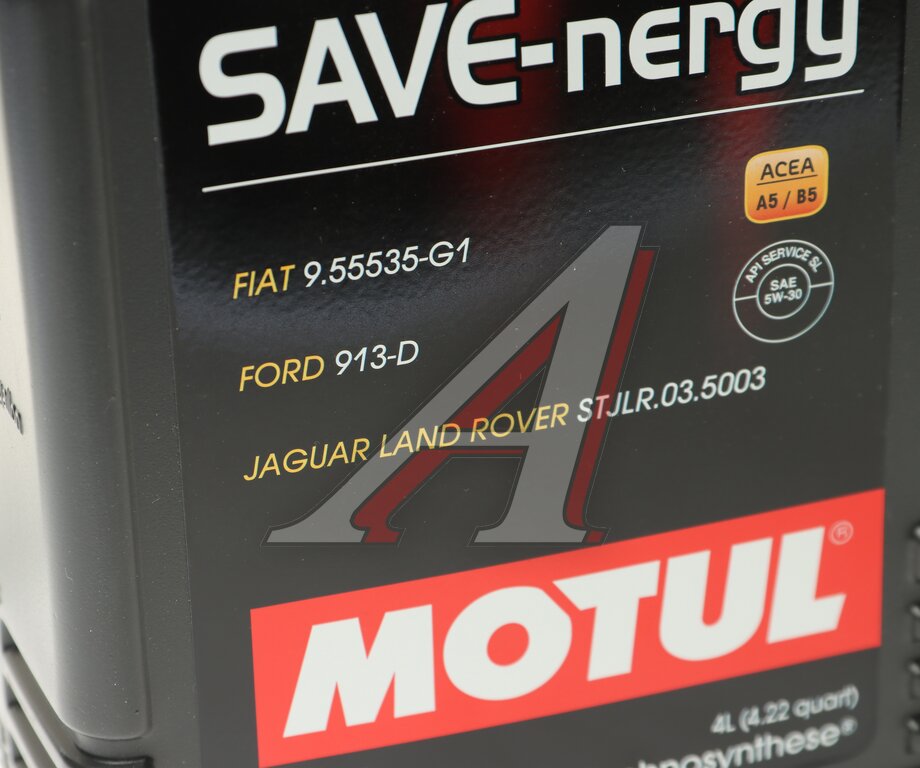 SAVE-nergy
ACEA
A5 / B5
FIAT 9.55535-G1
API SERVICE SL
SAE
5W-30
FORD 913-D
JAGUAR LAND ROVER STJLR.03.5003
A
MOTUL®
4L (4.22 quart)